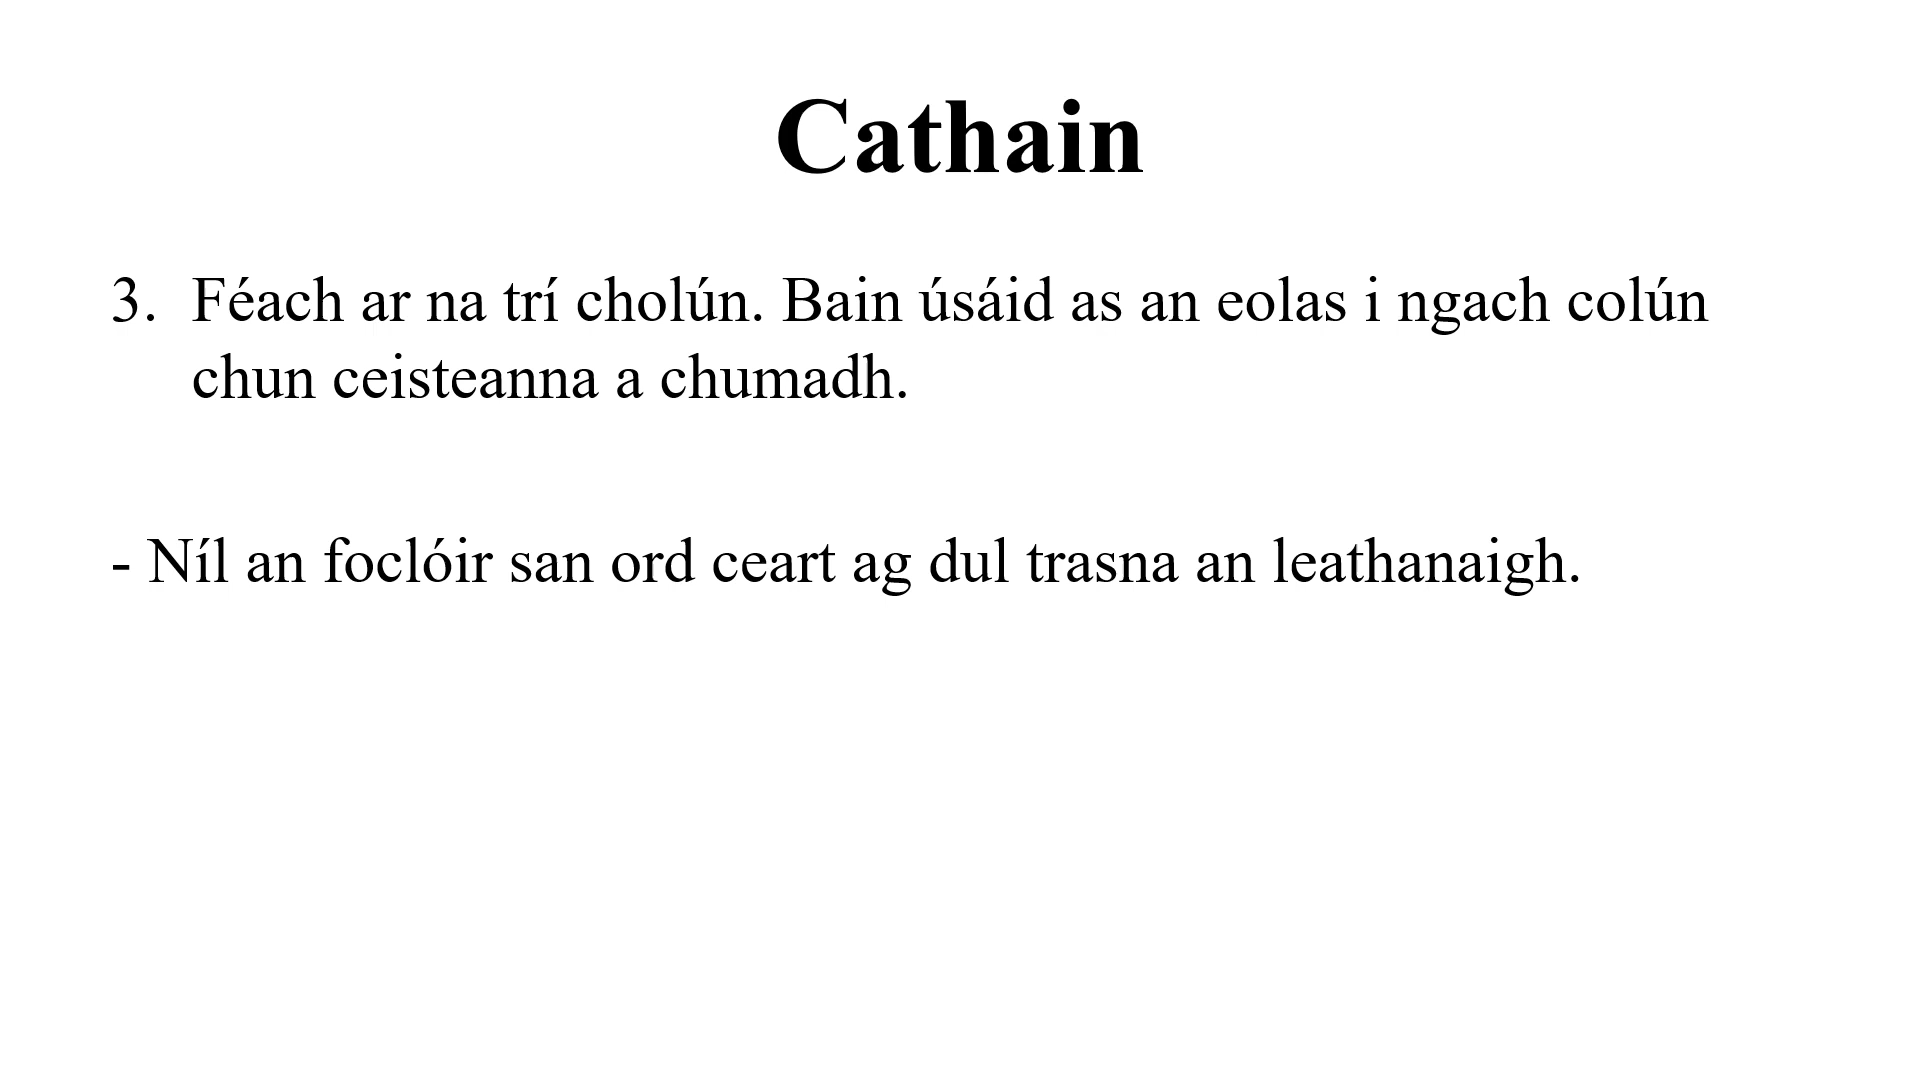 Cathain
3. Féach ar na trí cholún. Bain úsáid as an eolas i ngach colún
chun ceisteanna a chumadh.
- Níl an foclóir san ord ceart ag dul trasna an leathanaigh.